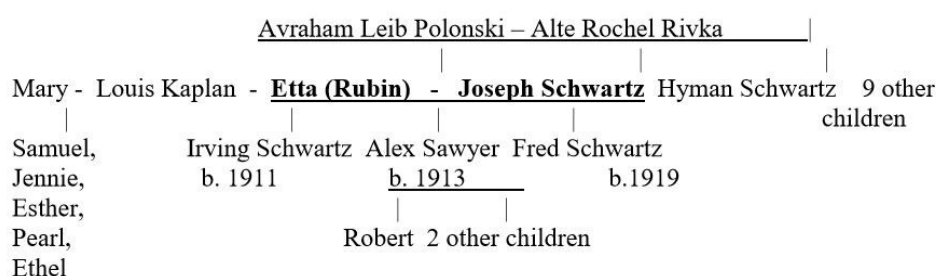 Avraham Leib Polonski – Alte Rochel Rivka
Mary - Louis Kaplan - Etta (Rubin) - Joseph Schwartz Hyman Schwartz 9 other
children
Samuel, Irving Schwartz Alex Sawyer Fred Schwartz
Jennie, b. 1911 b. 1913 b.1919
Esther,
Pearl, Robert 2 other children
Ethel